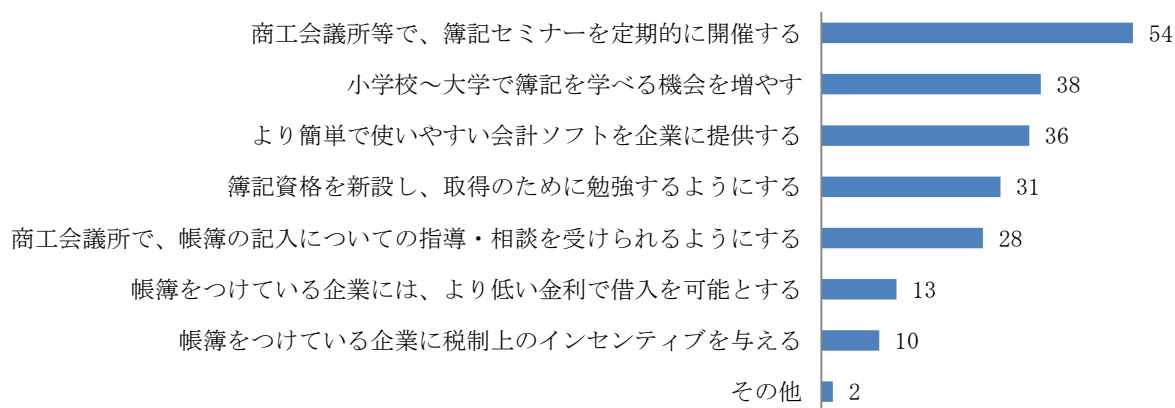 商工会議所等で、簿記セミナーを定期的に開催する 54
小学校～大学で簿記を学べる機会を増やす 38
より簡単で使いやすい会計ソフトを企業に提供する 36
簿記資格を新設し、取得のために勉強するようにする 31
商工会議所で、帳簿の記入についての指導・相談を受けられるようにする 28
帳簿をつけている企業には、より低い金利で借入を可能とする 13
帳簿をつけている企業に税制上のインセンティブを与える 10
その他 2